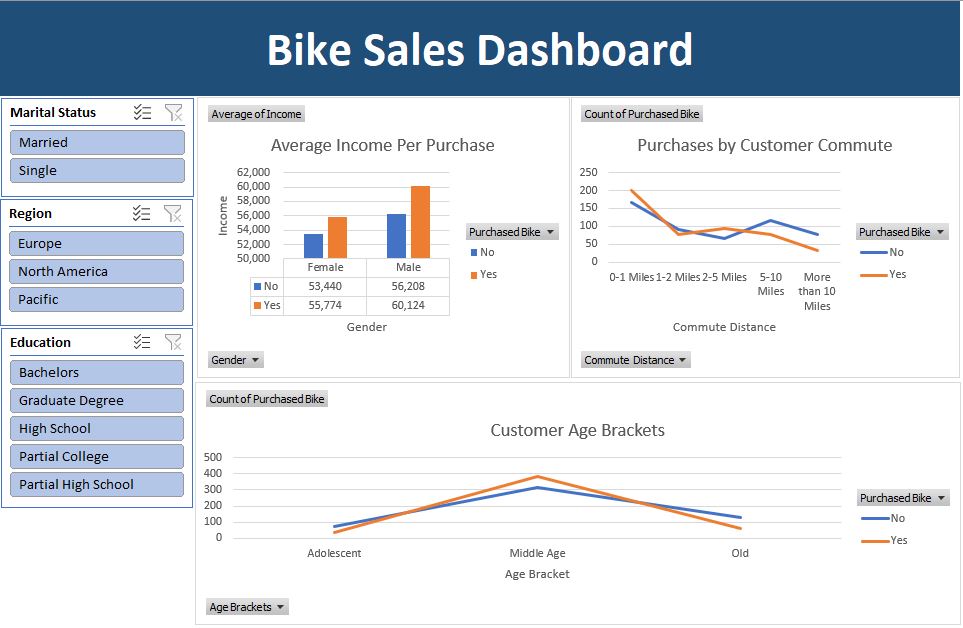 Bike Sales Dashboard
Marital Status
Married
Single
Region
Europe
North America
Pacific
Education
Bachelors
Graduate Degree
High School
Partial College
Partial High School
Average of Income
Average Income Per Purchase
62,000
60,000
58,000
56,000
54,000
52,000
50,000
Income
Female Male
No 53,440 56,208
Yes 55,774 60,124
Gender
Purchased Bike
No
Yes
Gender
Count of Purchased Bike
Purchases by Customer Commute
250
200
150
100
50
0
0-1 Miles 1-2 Miles 2-5 Miles 5-10 Miles More than 10 Miles
Commute Distance
Purchased Bike
No
Yes
Commute Distance
Count of Purchased Bike
Customer Age Brackets
500
400
300
200
100
0
Adolescent Middle Age Old
Age Bracket
Purchased Bike
No
Yes
Age Brackets